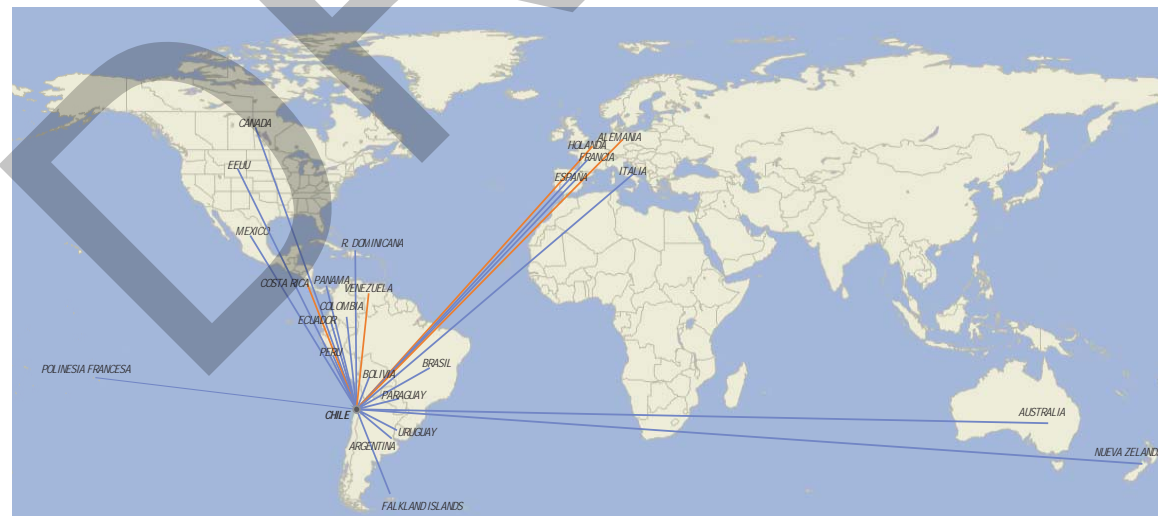 CANADA
ALEMANIA
HOLANDA
FRANCIA
EEUU
ITALIA
ESPAÑA
MEXICO
R. DOMINICANA
COSTA RICA
PANAMA
VENEZUELA
COLOMBIA
ECUADOR
PERU
BRASIL
POLINESIA FRANCESA
BOLIVIA
PARAGUAY
CHILE
AUSTRALIA
URUGUAY
ARGENTINA
NUEVA ZELAND
FALKLAND ISLANDS